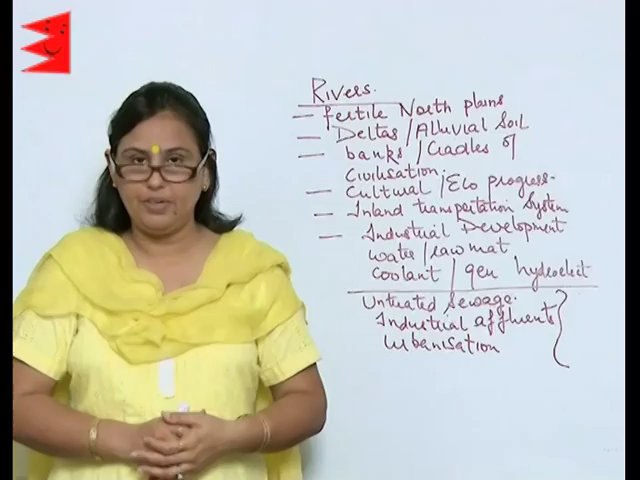 Rivers.
— fertile North plains
— Deltas / Alluvial Soil
— banks / Cradles of
Civilisation.
— Cultural / Eco progress.
— Inland transportation System
— Industrial Development
water / raw mat
coolant / gen hydroelect
Untreated Sewage.
Industrial affluents
Urbanisation